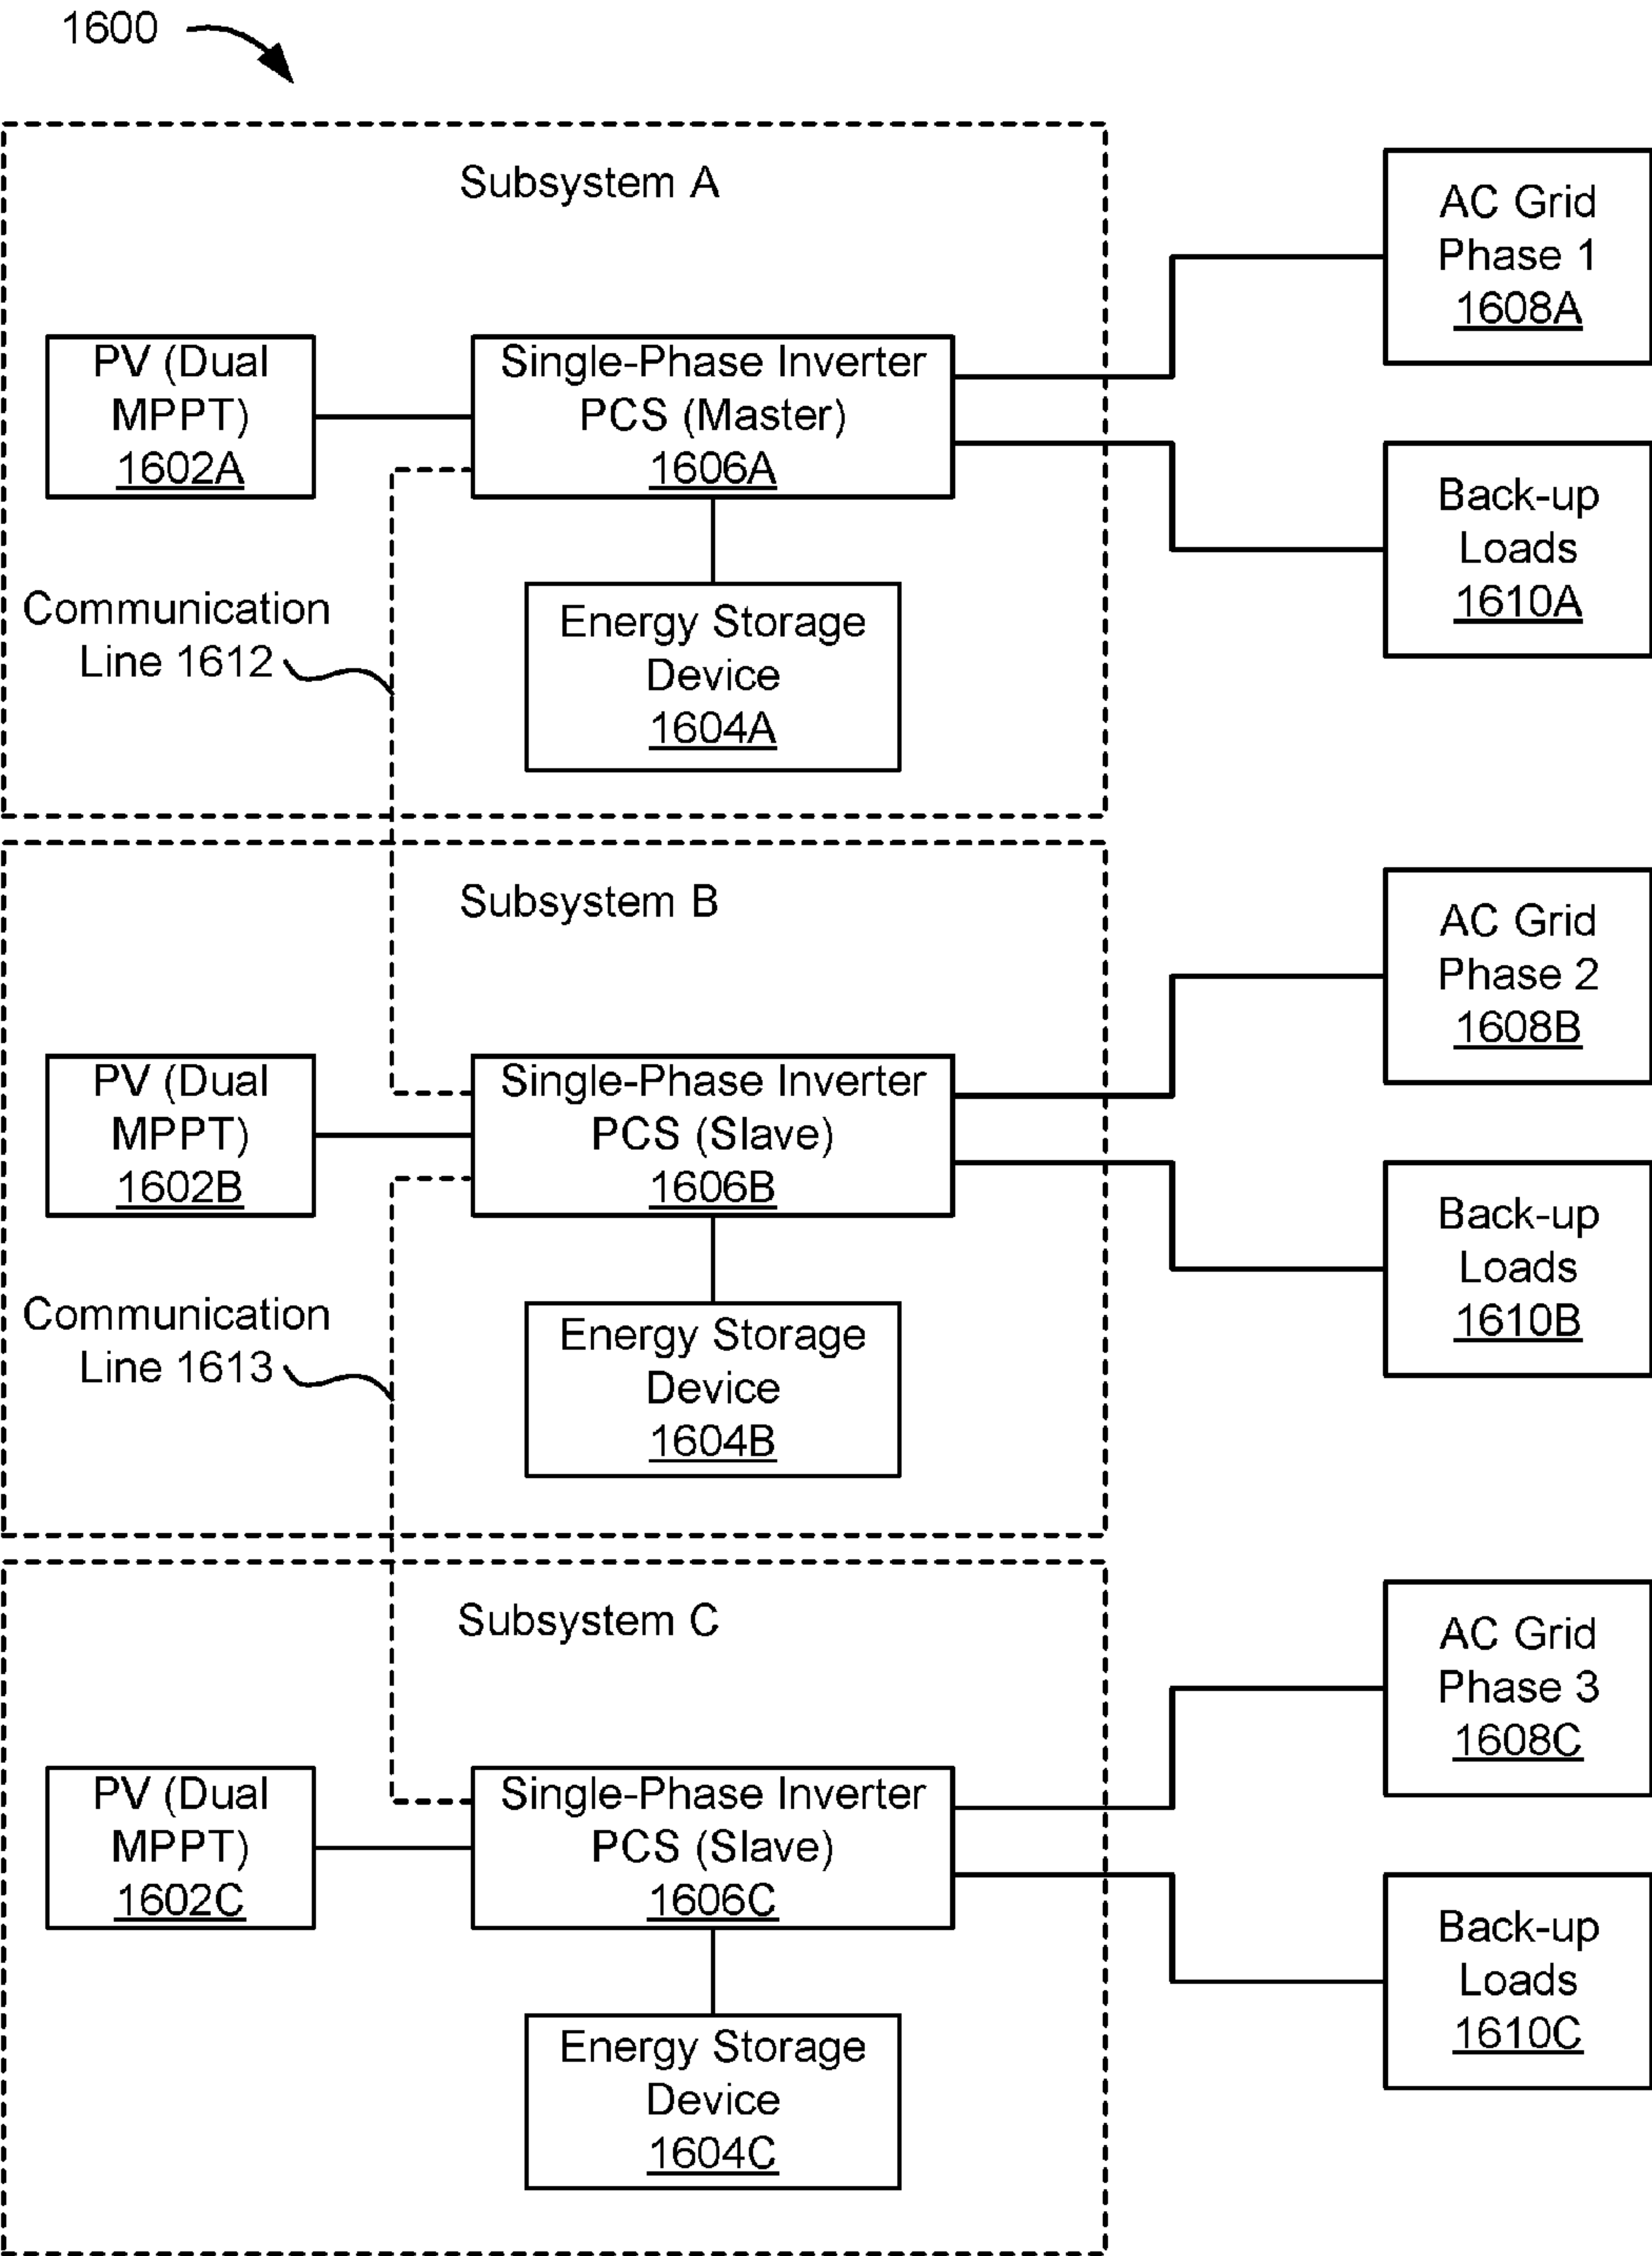 1600
Subsystem A
PV (Dual
MPPT)
1602A
Single-Phase Inverter
PCS (Master)
1606A
AC Grid
Phase 1
1608A
Back-up
Loads
1610A
Communication
Line 1612
Energy Storage
Device
1604A
Subsystem B
PV (Dual
MPPT)
1602B
Single-Phase Inverter
PCS (Slave)
1606B
AC Grid
Phase 2
1608B
Back-up
Loads
1610B
Communication
Line 1613
Energy Storage
Device
1604B
Subsystem C
PV (Dual
MPPT)
1602C
Single-Phase Inverter
PCS (Slave)
1606C
AC Grid
Phase 3
1608C
Back-up
Loads
1610C
Energy Storage
Device
1604C